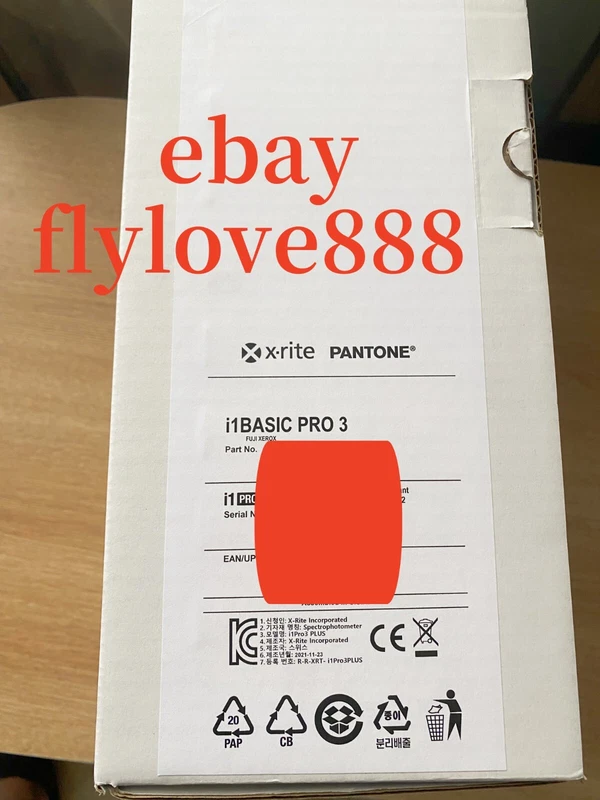 ebay
flylove888
x·rite PANTONE®
i1BASIC PRO 3
FUJI XEROX
Part No.
i1 PRO
Serial N
EAN/UP
1. 신청인: X-Rite Incorporated
2. 기자재 명칭: Spectrophotometer
3. 모델명: i1Pro3 PLUS
4. 제조자: X-Rite Incorporated
5. 제조국: 스위스
6. 제조년월: 2021-11-23
7. 등록 번호: R-R-XRT- i1Pro3PLUS
CE
20 종이
PAP CB 분리배출